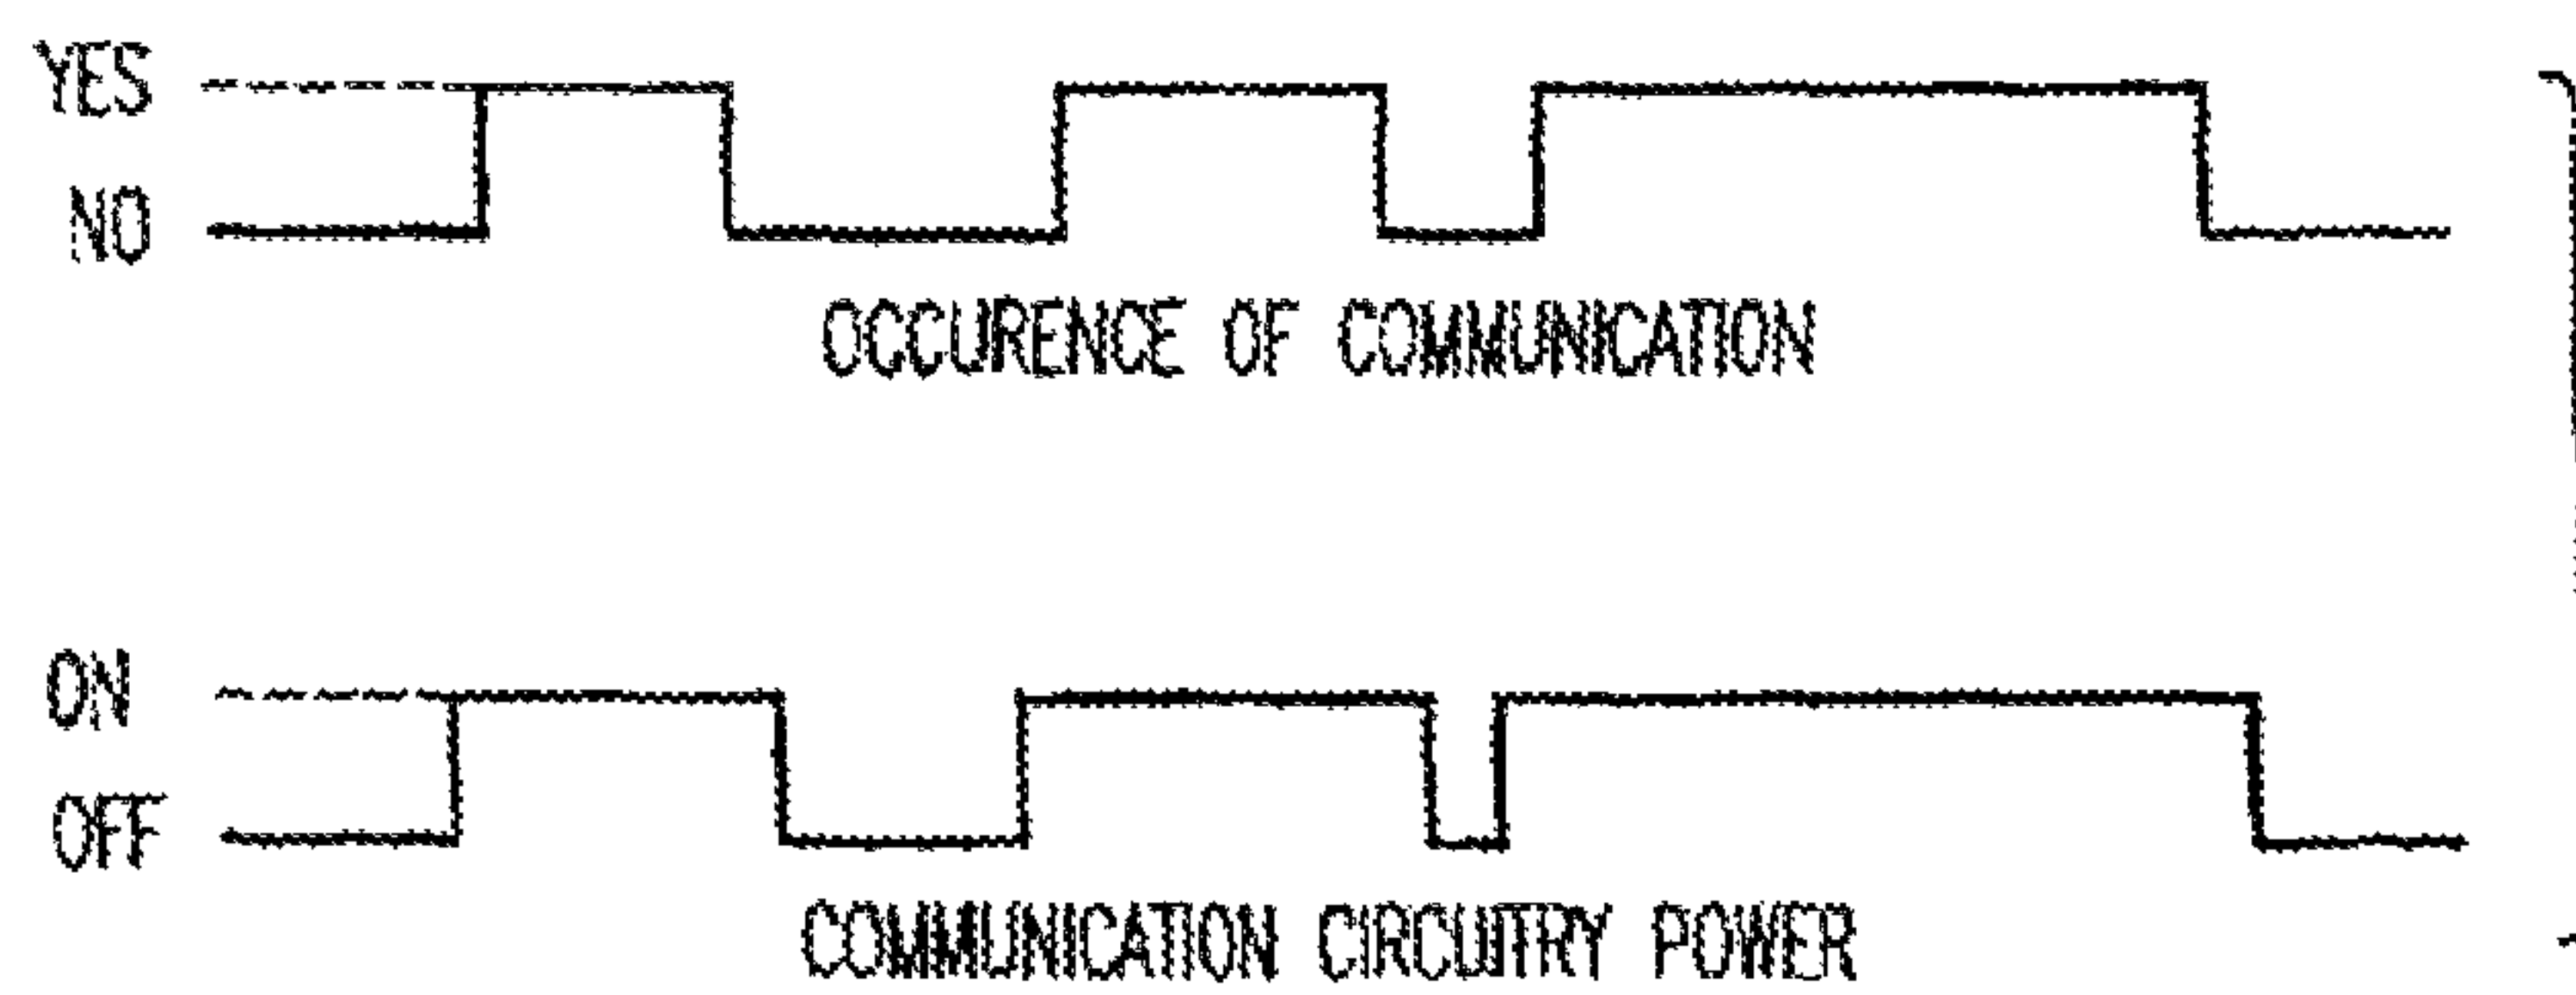 YES
NO
OCCURENCE OF COMMUNICATION
ON
OFF
COMMUNICATION CIRCUITRY POWER